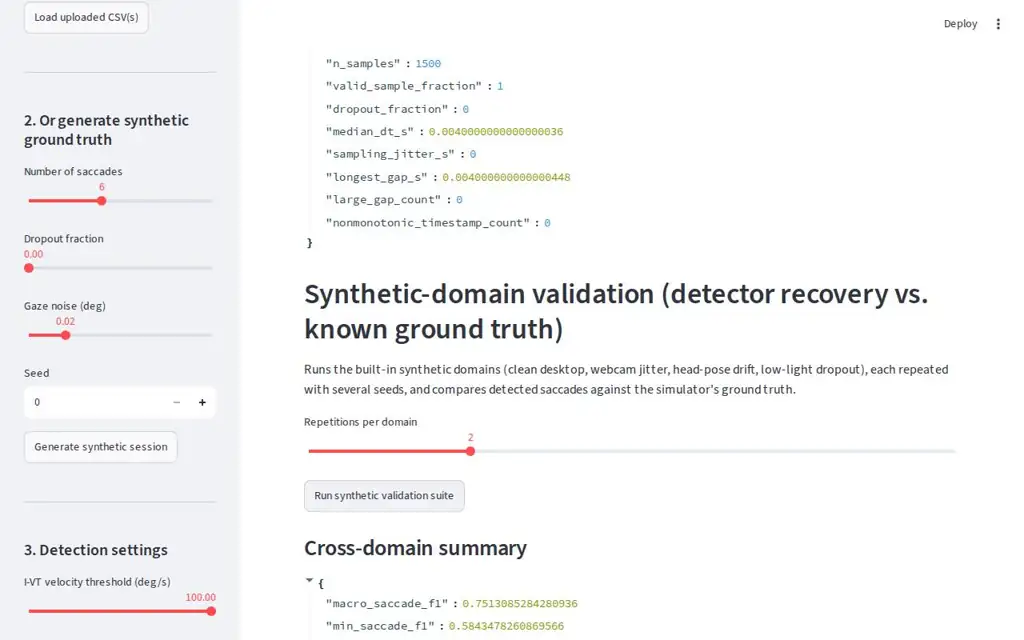 Load uploaded CSV(s)
2. Or generate synthetic
ground truth
Number of saccades
6
Dropout fraction
0.00
Gaze noise (deg)
0.02
Seed
0
− +
Generate synthetic session
3. Detection settings
I-VT velocity threshold (deg/s)
100.00
Deploy
"n_samples" : 1500
"valid_sample_fraction" : 1
"dropout_fraction" : 0
"median_dt_s" : 0.0040000000000000036
"sampling_jitter_s" : 0
"longest_gap_s" : 0.004000000000000448
"large_gap_count" : 0
"nonmonotonic_timestamp_count" : 0
}
Synthetic-domain validation (detector recovery vs.
known ground truth)
Runs the built-in synthetic domains (clean desktop, webcam jitter, head-pose drift, low-light dropout), each repeated
with several seeds, and compares detected saccades against the simulator's ground truth.
Repetitions per domain
2
Run synthetic validation suite
Cross-domain summary
{
"macro_saccade_f1" : 0.7513085284280936
"min_saccade_f1" : 0.5843478260869566